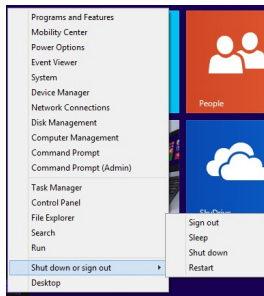 Programs and Features
Mobility Center
Power Options
Event Viewer
System
Device Manager
Network Connections
Disk Management
Computer Management
Command Prompt
Command Prompt (Admin)
Task Manager
Control Panel
File Explorer
Search
Run
Shut down or sign out
Desktop
People
SkyDrive
Sign out
Sleep
Shut down
Restart